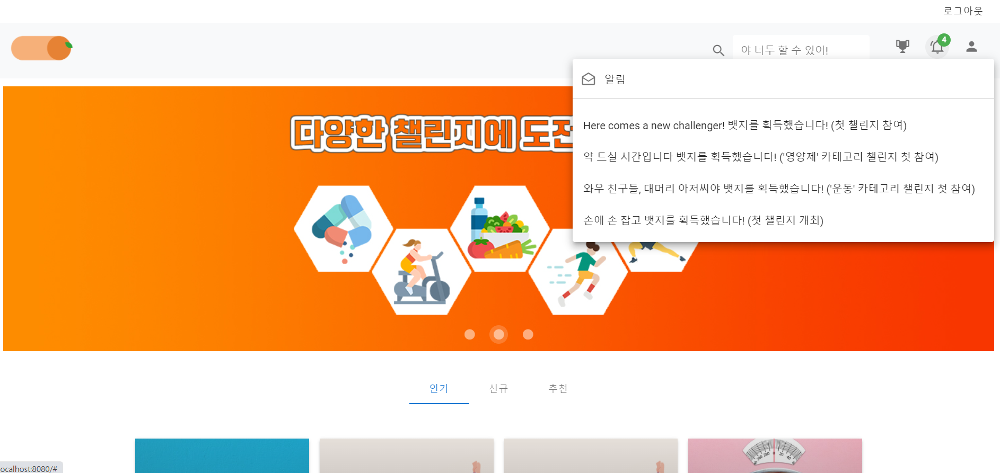 로그아웃
야 너두 할 수 있어!
4
알림
Here comes a new challenger! 뱃지를 획득했습니다! (첫 챌린지 참여)
약 드실 시간입니다 뱃지를 획득했습니다! ('영양제' 카테고리 챌린지 첫 참여)
와우 친구들, 대머리 아저씨야 뱃지를 획득했습니다! ('운동' 카테고리 챌린지 첫 참여)
손에 손 잡고 뱃지를 획득했습니다! (첫 챌린지 개최)
다양한 챌린지에
인기 신규 추천
ocalhost:8080/#